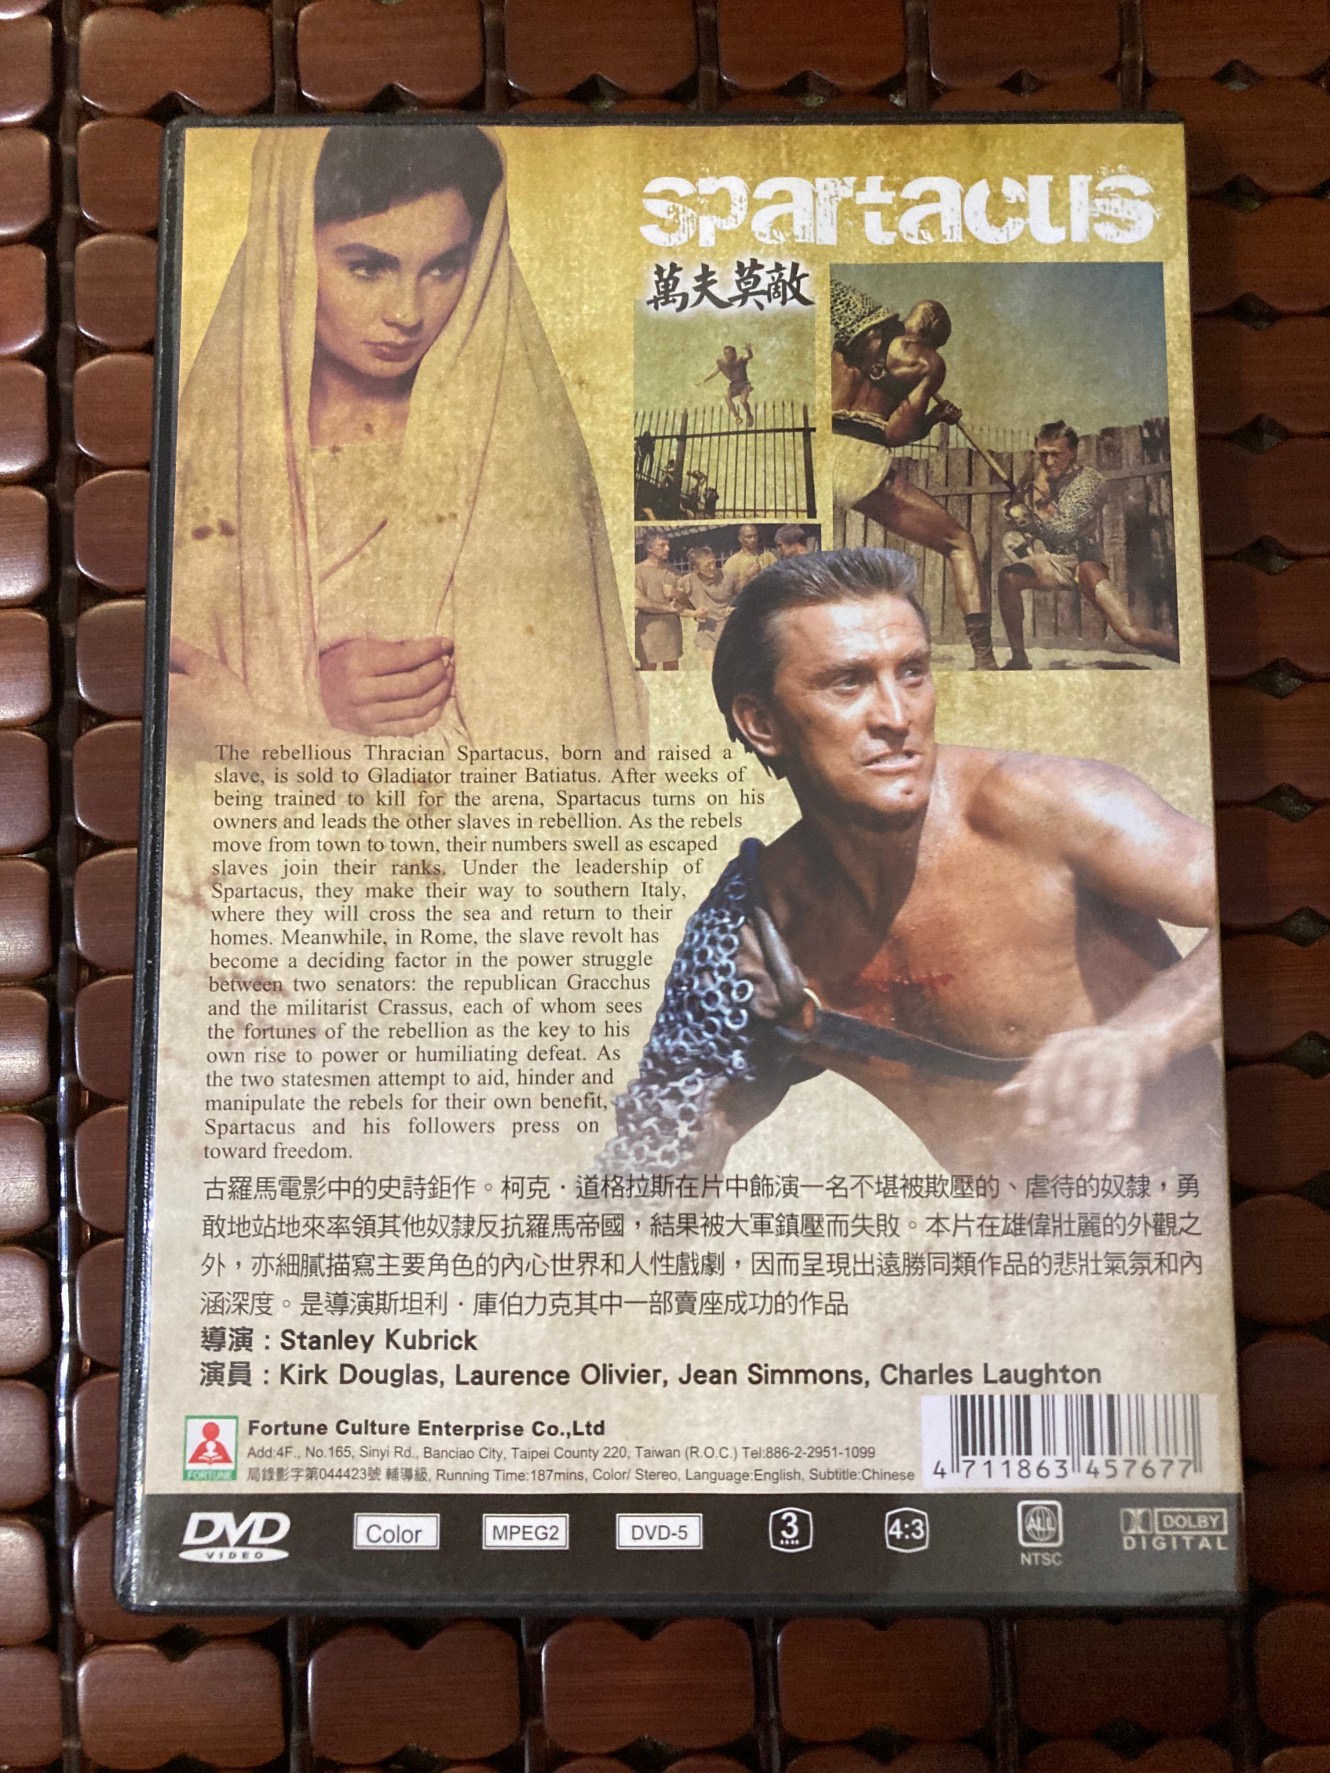 spartacus
萬夫莫敵
The rebellious Thracian Spartacus, born and raised a
slave, is sold to Gladiator trainer Batiatus. After weeks of
being trained to kill for the arena, Spartacus turns on his
owners and leads the other slaves in rebellion. As the rebels
move from town to town, their numbers swell as escaped
slaves join their ranks. Under the leadership of
Spartacus, they make their way to southern Italy,
where they will cross the sea and return to their
homes. Meanwhile, in Rome, the slave revolt has
become a deciding factor in the power struggle
between two senators: the republican Gracchus
and the militarist Crassus, each of whom sees
the fortunes of the rebellion as the key to his
own rise to power or humiliating defeat. As
the two statesmen attempt to aid, hinder and
manipulate the rebels for their own benefit,
Spartacus and his followers press on
toward freedom.
古羅馬電影中的史詩鉅作。柯克．道格拉斯在片中飾演一名不堪被欺壓的、虐待的奴隸，勇
敢地站地來率領其他奴隸反抗羅馬帝國，結果被大軍鎮壓而失敗。本片在雄偉壯麗的外觀之
外，亦細膩描寫主要角色的內心世界和人性戲劇，因而呈現出遠勝同類作品的悲壯氣氛和內
涵深度。是導演斯坦利．庫伯力克其中一部賣座成功的作品
導演：Stanley Kubrick
演員：Kirk Douglas, Laurence Olivier, Jean Simmons, Charles Laughton
FORTUNE
Fortune Culture Enterprise Co.,Ltd
Add:4F., No.165, Sinyi Rd., Banciao City, Taipei County 220, Taiwan (R.O.C.) Tel:886-2-2951-1099
局錄影字第044423號 輔導級, Running Time:187mins, Color/ Stereo, Language:English, Subtitle:Chinese
4 711863 457677
DVD VIDEO
Color
MPEG2
DVD-5
3
4:3
ALL
NTSC
DOLBY
DIGITAL